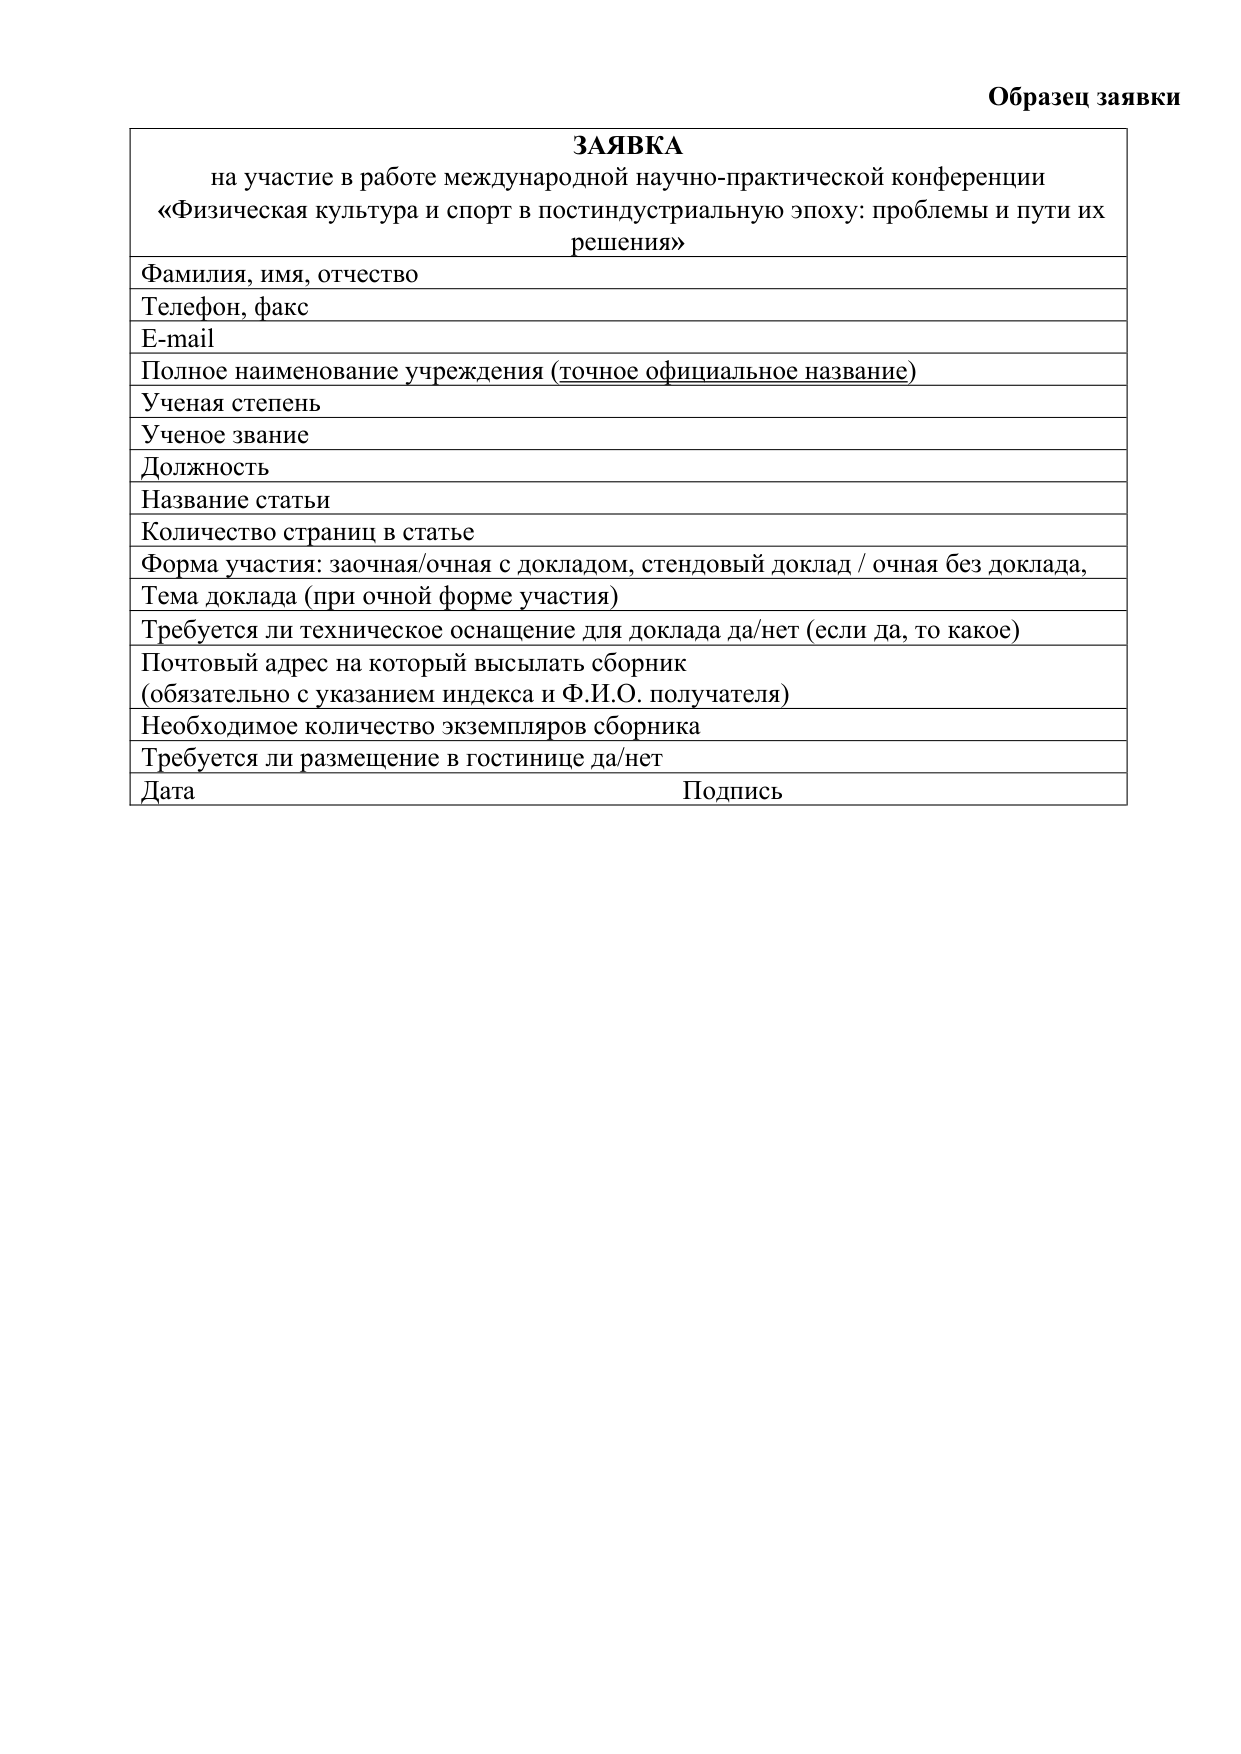 Образец заявки
ЗАЯВКА
на участие в работе международной научно-практической конференции
«Физическая культура и спорт в постиндустриальную эпоху: проблемы и пути их
решения»
Фамилия, имя, отчество
Телефон, факс
E-mail
Полное наименование учреждения (точное официальное название)
Ученая степень
Ученое звание
Должность
Название статьи
Количество страниц в статье
Форма участия: заочная/очная с докладом, стендовый доклад / очная без доклада,
Тема доклада (при очной форме участия)
Требуется ли техническое оснащение для доклада да/нет (если да, то какое)
Почтовый адрес на который высылать сборник
(обязательно с указанием индекса и Ф.И.О. получателя)
Необходимое количество экземпляров сборника
Требуется ли размещение в гостинице да/нет
Дата Подпись